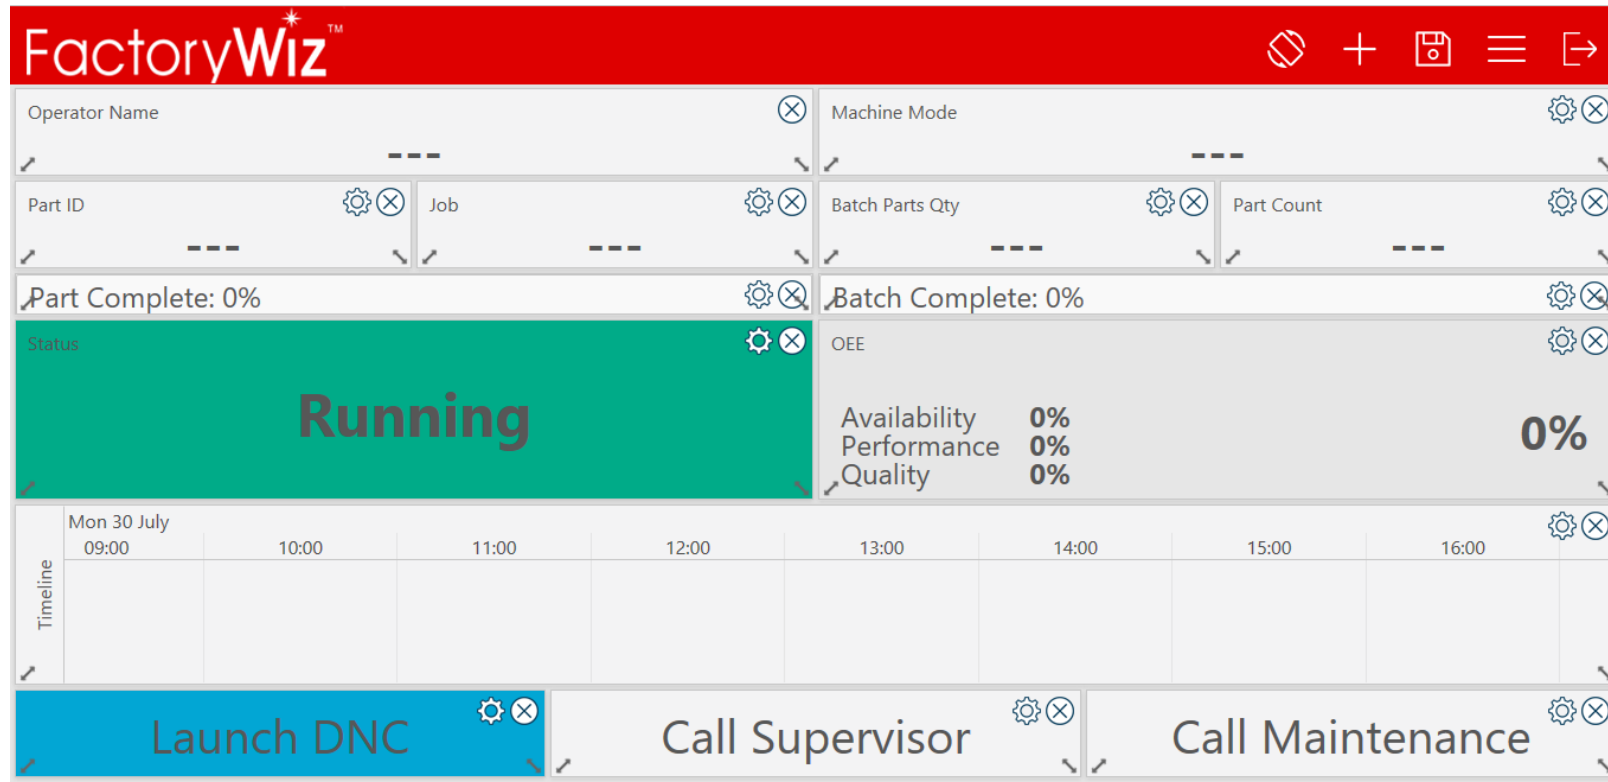 FactoryWiz™
Operator Name
---
Machine Mode
---
Part ID
---
Job
---
Batch Parts Qty
---
Part Count
---
Part Complete: 0%
Batch Complete: 0%
Status
Running
OEE
Availability 0%
Performance 0%
Quality 0%
0%
Timeline
Mon 30 July
09:00 10:00 11:00 12:00 13:00 14:00 15:00 16:00
Launch DNC
Call Supervisor
Call Maintenance